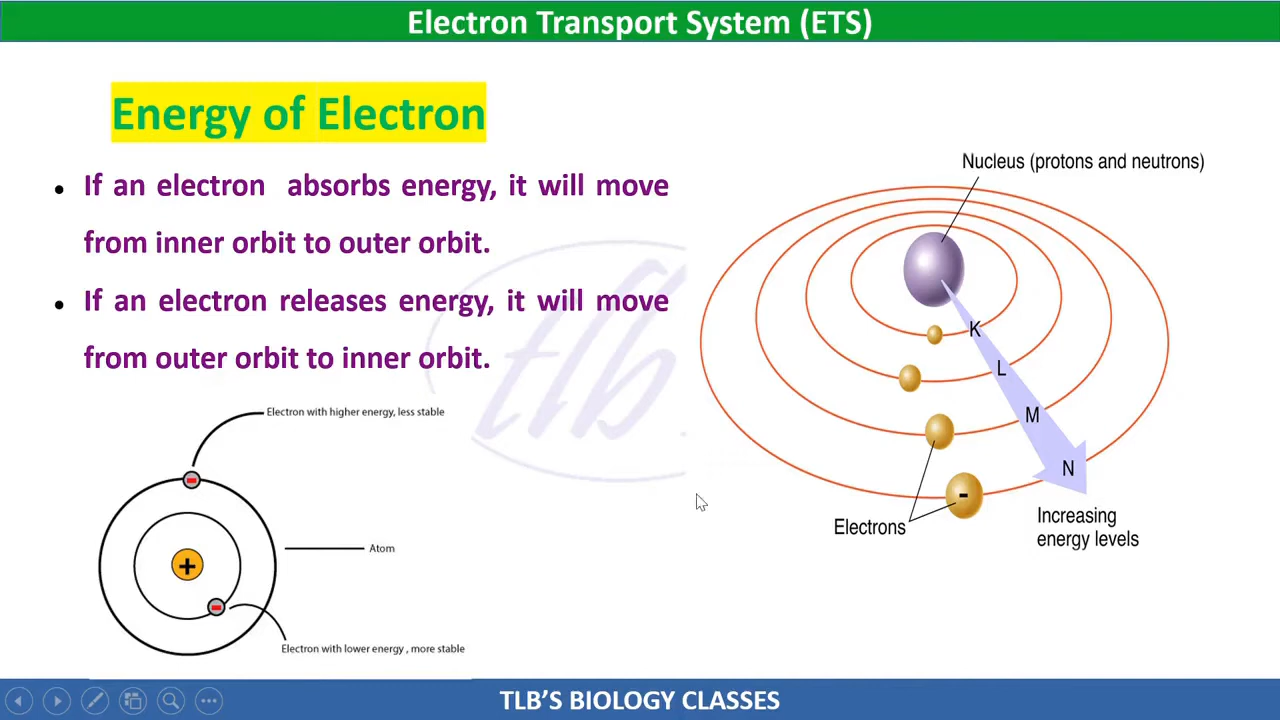 Electron Transport System (ETS)
Energy of Electron
• If an electron absorbs energy, it will move
from inner orbit to outer orbit.
• If an electron releases energy, it will move
from outer orbit to inner orbit.
Nucleus (protons and neutrons)
K
L
M
N
-
Electrons
Increasing
energy levels
Electron with higher energy, less stable
Atom
+
Electron with lower energy , more stable
tlb
TLB'S BIOLOGY CLASSES